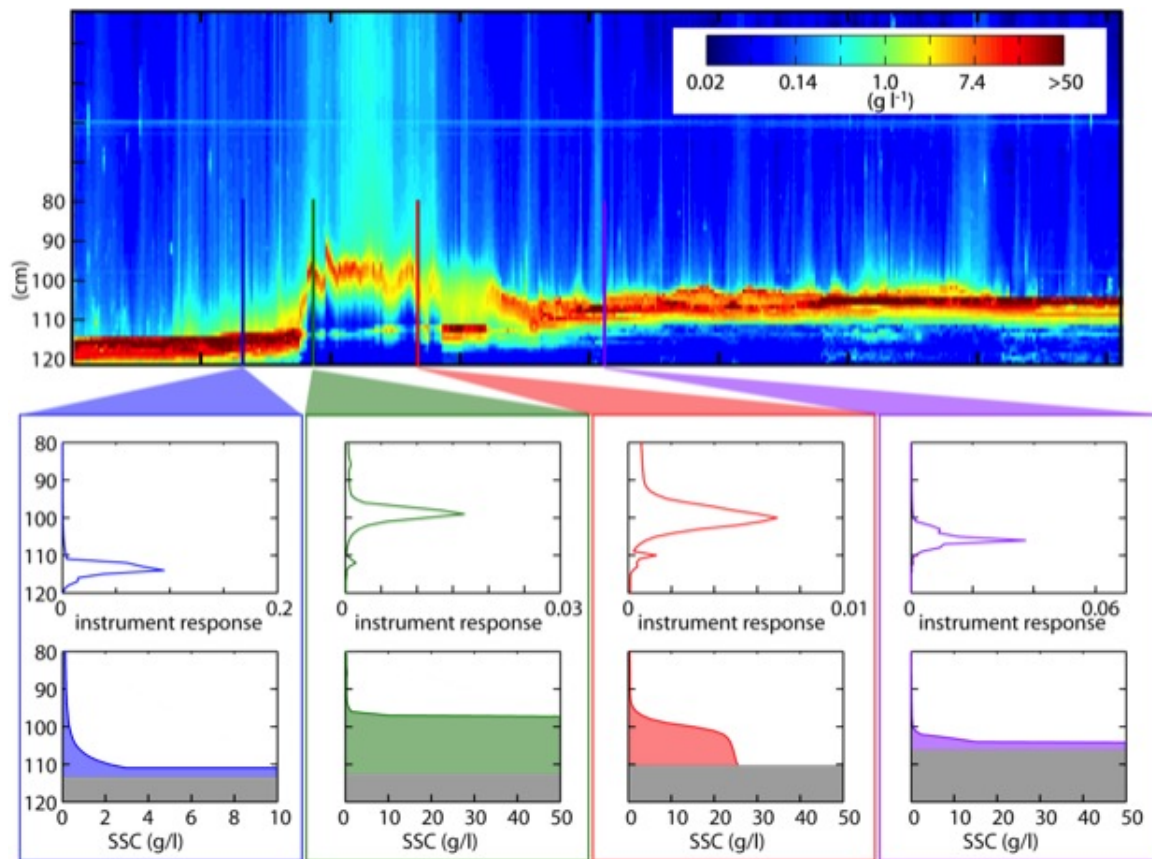 0.02 0.14 1.0 7.4 >50
(g l⁻¹)
80
90
100
110
120
(cm)
80
90
100
110
120
0 0.2
instrument response
0 0.03
instrument response
0 0.01
instrument response
0 0.06
instrument response
80
90
100
110
120
0 2 4 6 8 10
SSC (g/l)
0 10 20 30 40 50
SSC (g/l)
0 10 20 30 40 50
SSC (g/l)
0 10 20 30 40 50
SSC (g/l)